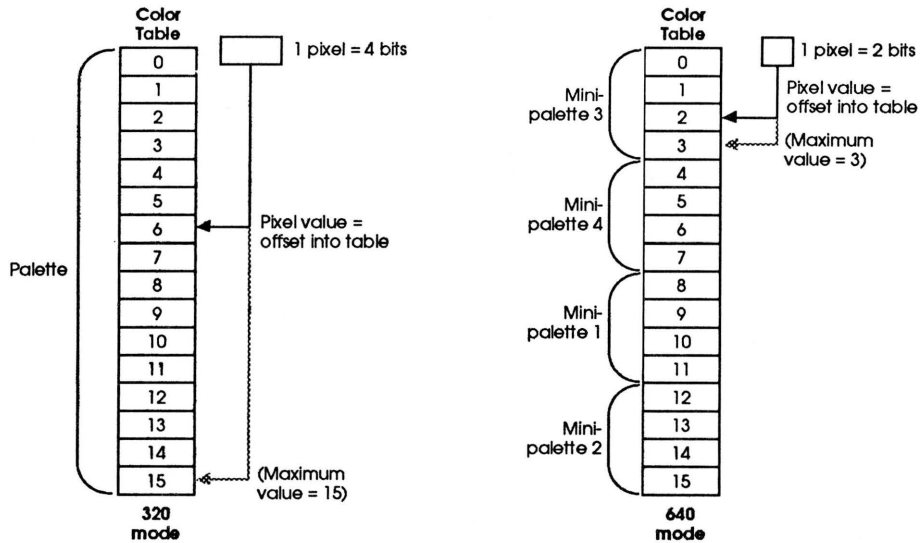 Color
Table
1 pixel = 4 bits
0
1
2
3
4
5
6
7
8
9
10
11
12
13
14
15
Pixel value =
offset into table
Palette
(Maximum
value = 15)
320
mode
Color
Table
1 pixel = 2 bits
0
1
2
3
4
5
6
7
8
9
10
11
12
13
14
15
Pixel value =
offset into table
(Maximum
value = 3)
Mini-
palette 3
Mini-
palette 4
Mini-
palette 1
Mini-
palette 2
640
mode